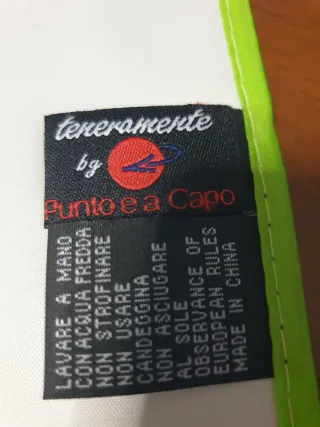 teneramente
by
Punto e a Capo
LAVARE A MANO
CON ACQUA FREDDA
NON STROFINARE
NON USARE
CANDEGGINA
NON ASCIUGARE
AL SOLE
OBSERVANCE OF
EUROPEAN RULES
MADE IN CHINA